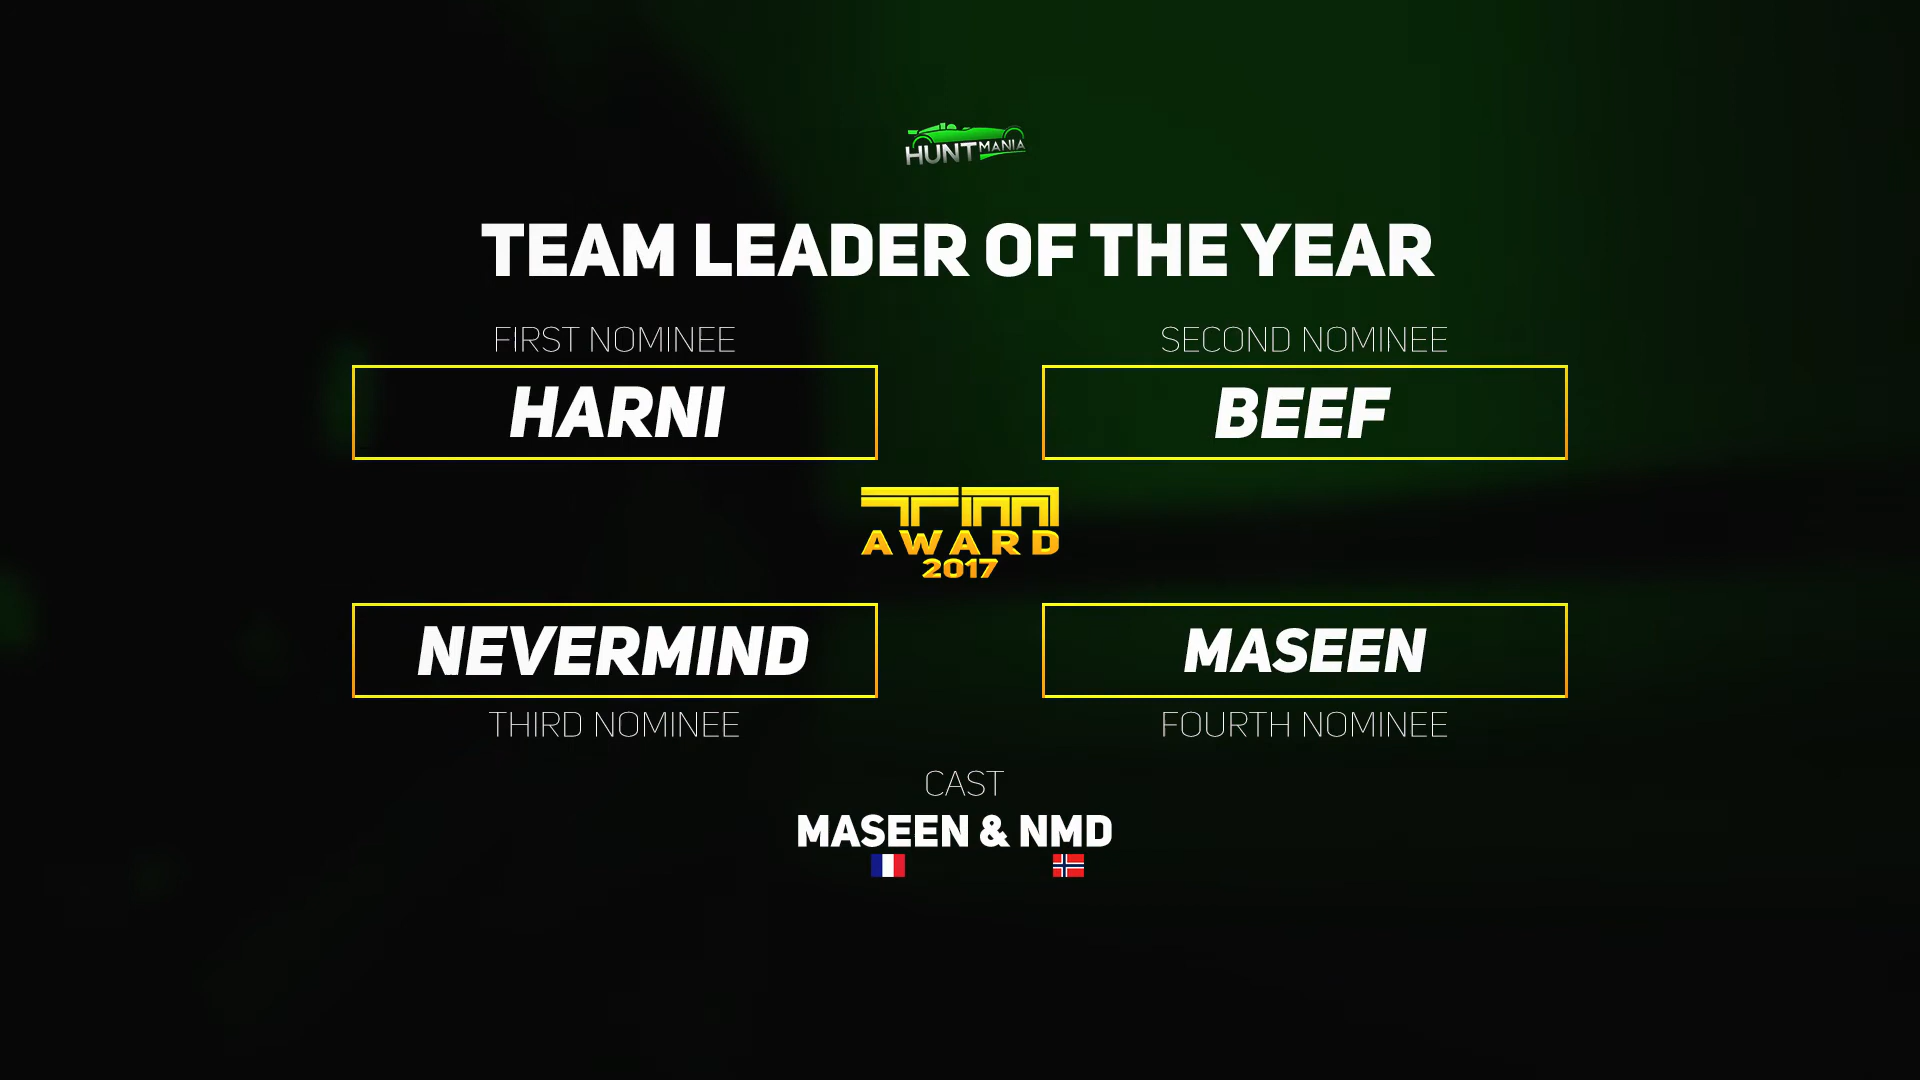 HUNTMANIA
TEAM LEADER OF THE YEAR
FIRST NOMINEE
HARNI
SECOND NOMINEE
BEEF
TM
AWARD
2017
NEVERMIND
THIRD NOMINEE
MASEEN
FOURTH NOMINEE
CAST
MASEEN & NMD